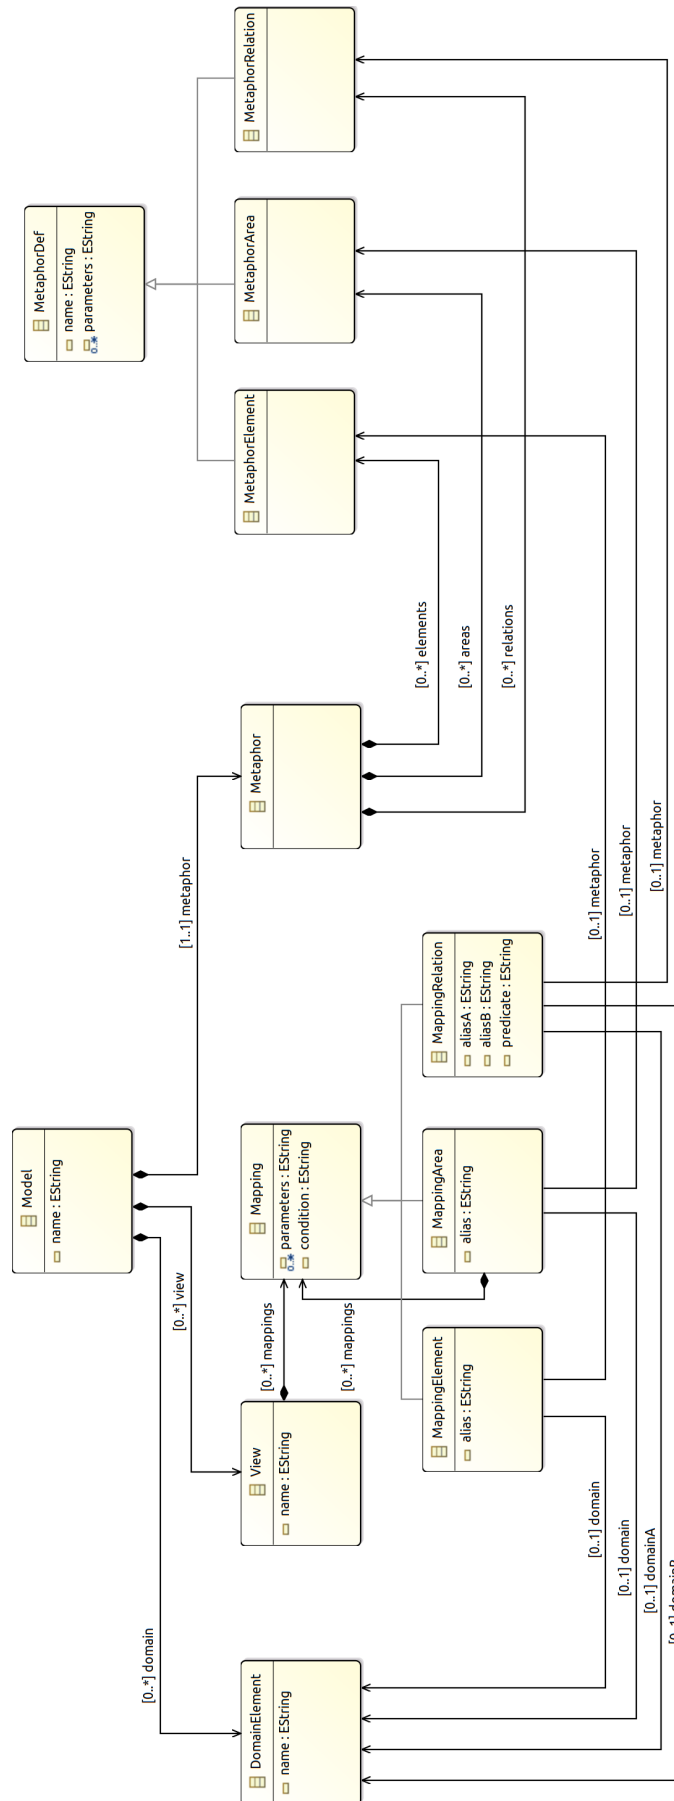 Model
name : EString
[0..*] domain
[0..*] view
[1..1] metaphor
MetaphorDef
name : EString
0..* parameters : EString
DomainElement
name : EString
View
name : EString
[0..*] mappings
[0..*] mappings
Mapping
0..* parameters : EString
condition : EString
Metaphor
MetaphorElement
MetaphorArea
MetaphorRelation
[0..*] elements
[0..*] areas
[0..*] relations
MappingElement
alias : EString
MappingArea
alias : EString
MappingRelation
aliasA : EString
aliasB : EString
predicate : EString
[0..1] domain
[0..1] metaphor
[0..1] domain
[0..1] metaphor
[0..1] domainA
[0..1] metaphor